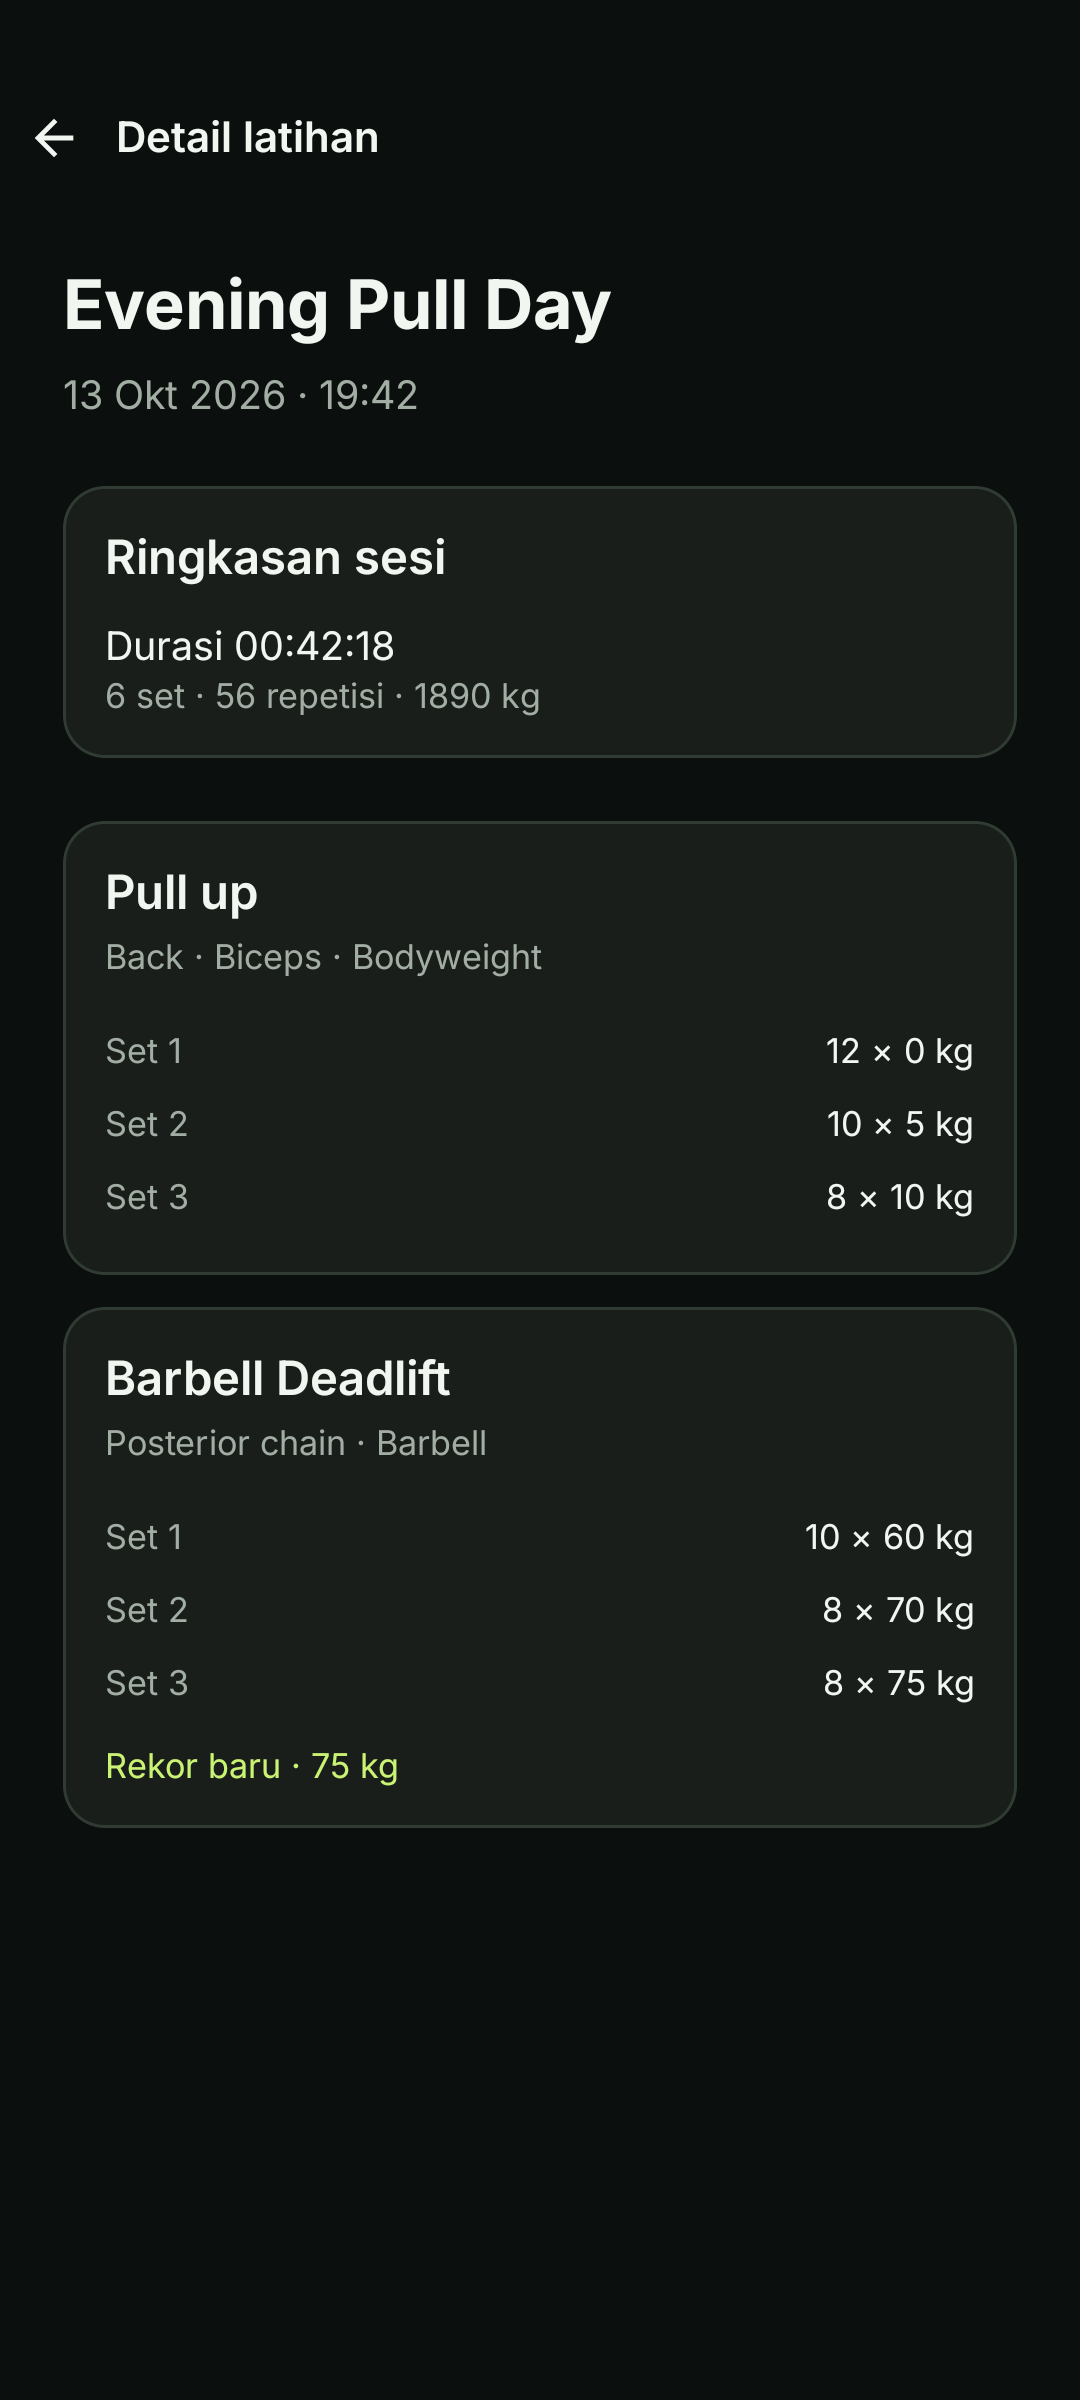 Detail latihan
Evening Pull Day
13 Okt 2026 · 19:42
Ringkasan sesi
Durasi 00:42:18
6 set · 56 repetisi · 1890 kg
Pull up
Back · Biceps · Bodyweight
Set 1 12 × 0 kg
Set 2 10 × 5 kg
Set 3 8 × 10 kg
Barbell Deadlift
Posterior chain · Barbell
Set 1 10 × 60 kg
Set 2 8 × 70 kg
Set 3 8 × 75 kg
Rekor baru · 75 kg